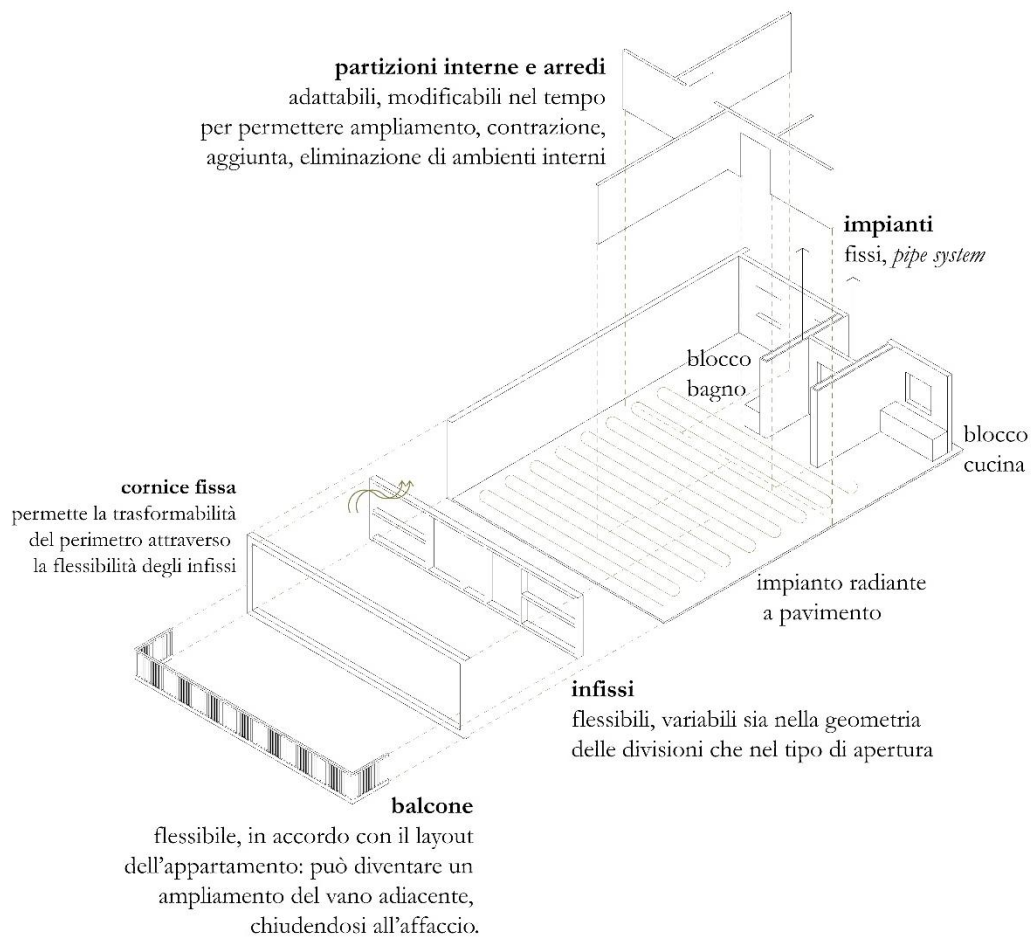 partizioni interne e arredi
adattabili, modificabili nel tempo
per permettere ampliamento, contrazione,
aggiunta, eliminazione di ambienti interni
impianti
fissi, pipe system
blocco
bagno
blocco
cucina
cornice fissa
permette la trasformabilità
del perimetro attraverso
la flessibilità degli infissi
impianto radiante
a pavimento
infissi
flessibili, variabili sia nella geometria
delle divisioni che nel tipo di apertura
balcone
flessibile, in accordo con il layout
dell'appartamento: può diventare un
ampliamento del vano adiacente,
chiudendosi all'affaccio.